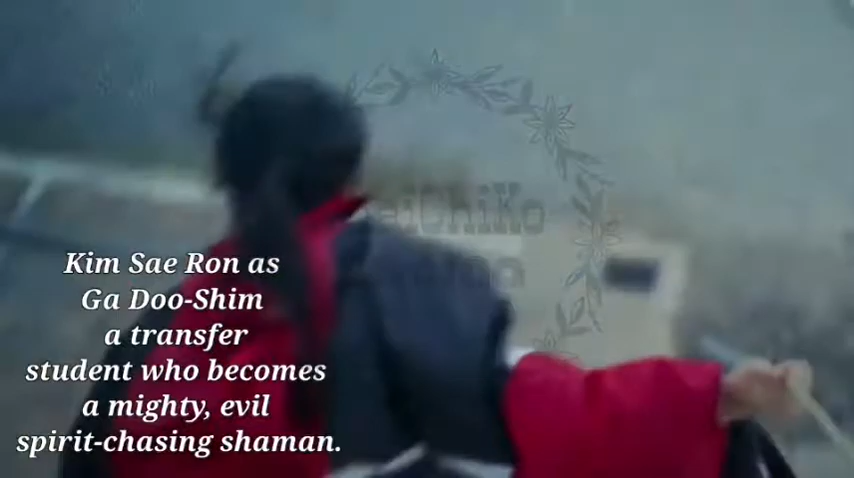 Kim Sae Ron as
Ga Doo-Shim
a transfer
student who becomes
a mighty, evil
spirit-chasing shaman.